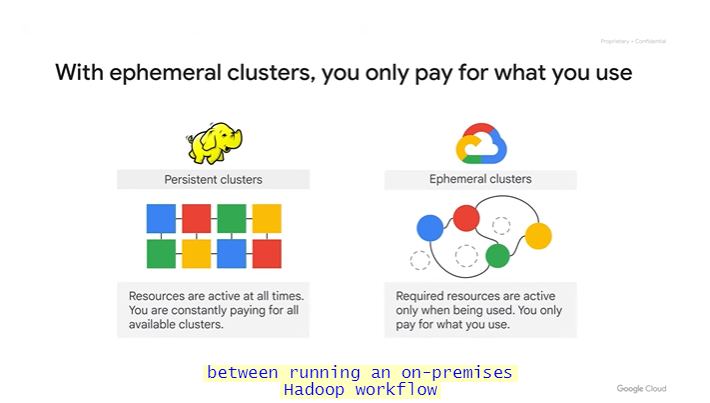 Proprietary + Confidential
With ephemeral clusters, you only pay for what you use
Persistent clusters
Resources are active at all times.
You are constantly paying for all
available clusters.
Ephemeral clusters
Required resources are active
only when being used. You only
pay for what you use.
between running an on-premises
Hadoop workflow
Google Cloud